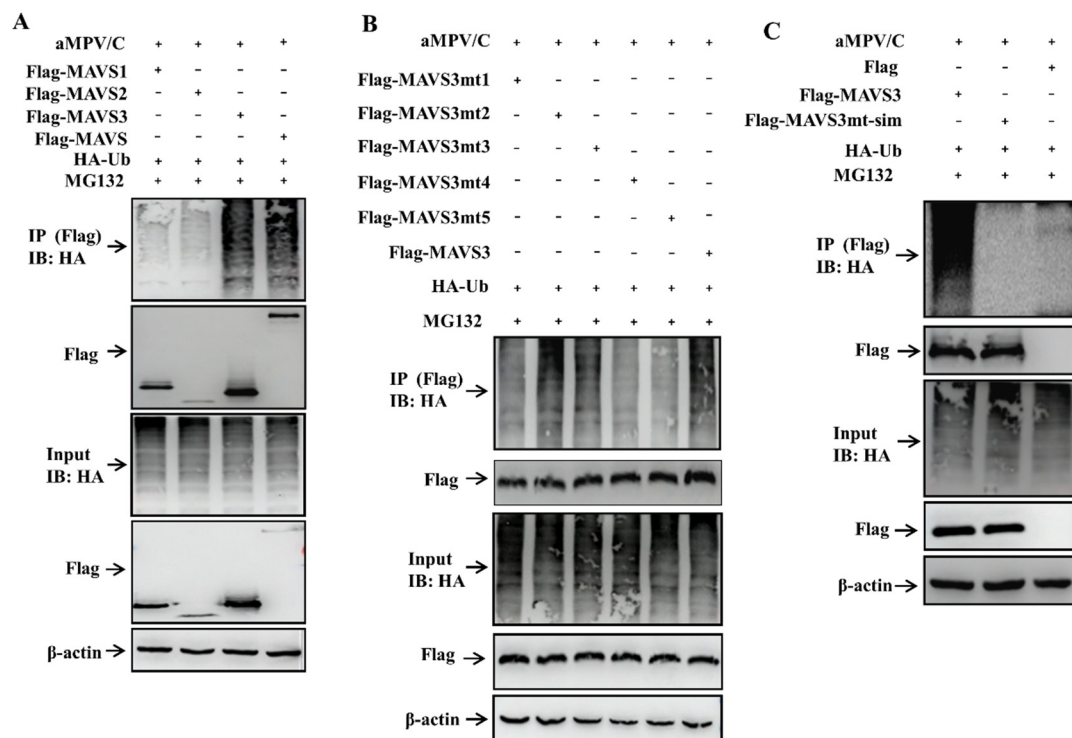 A
aMPV/C + + + +
Flag-MAVS1 + − − −
Flag-MAVS2 − + − −
Flag-MAVS3 − − + −
Flag-MAVS − − − +
HA-Ub + + + +
MG132 + + + +
IP (Flag)
IB: HA
Flag
Input
IB: HA
Flag
β-actin
B
aMPV/C + + + + + +
Flag-MAVS3mt1 + − − − − −
Flag-MAVS3mt2 − + − − − −
Flag-MAVS3mt3 − − + − − −
Flag-MAVS3mt4 − − − + − −
Flag-MAVS3mt5 − − − − + −
Flag-MAVS3 − − − − − +
HA-Ub + + + + + +
MG132 + + + + + +
IP (Flag)
IB: HA
Flag
Input
IB: HA
Flag
β-actin
C
aMPV/C + + +
Flag − − +
Flag-MAVS3 + − −
Flag-MAVS3mt-sim − + −
HA-Ub + + +
MG132 + + +
IP (Flag)
IB: HA
Flag
Input
IB: HA
Flag
β-actin